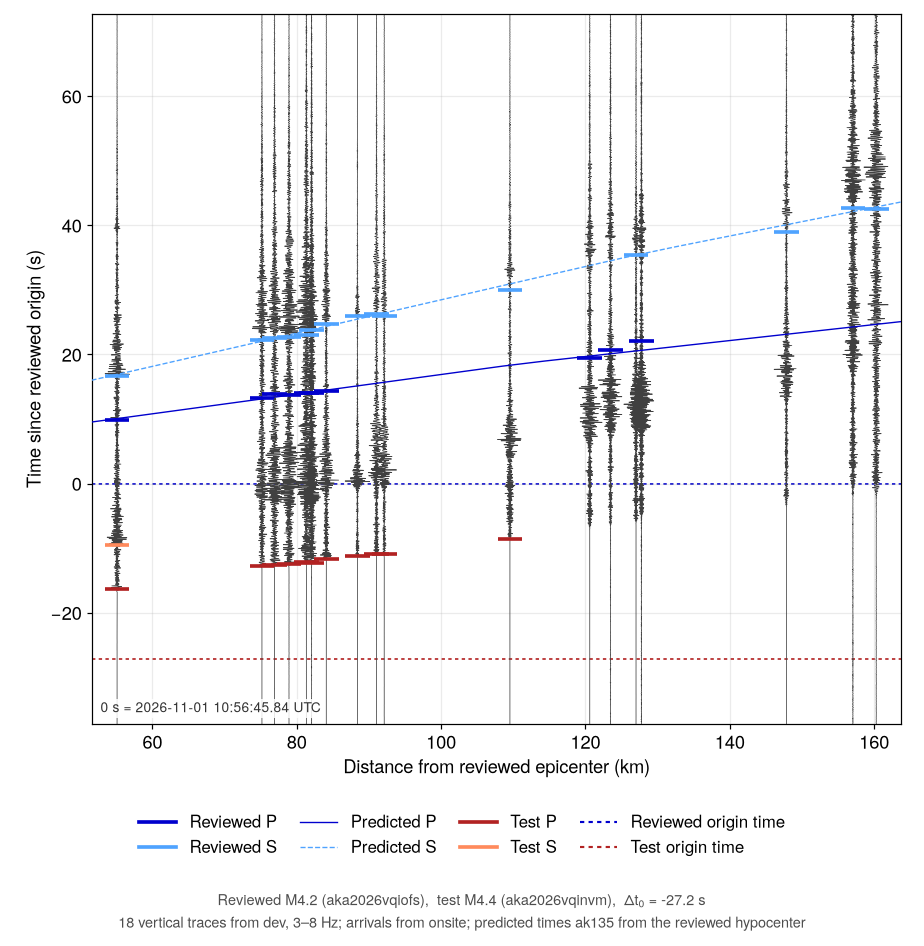 60
40
20
0
−20
Time since reviewed origin (s)
0 s = 2026-11-01 10:56:45.84 UTC
60 80 100 120 140 160
Distance from reviewed epicenter (km)
Reviewed P Predicted P Test P Reviewed origin time
Reviewed S Predicted S Test S Test origin time
Reviewed M4.2 (aka2026vqlofs), test M4.4 (aka2026vqinvm), Δt₀ = -27.2 s
18 vertical traces from dev, 3–8 Hz; arrivals from onsite; predicted times ak135 from the reviewed hypocenter